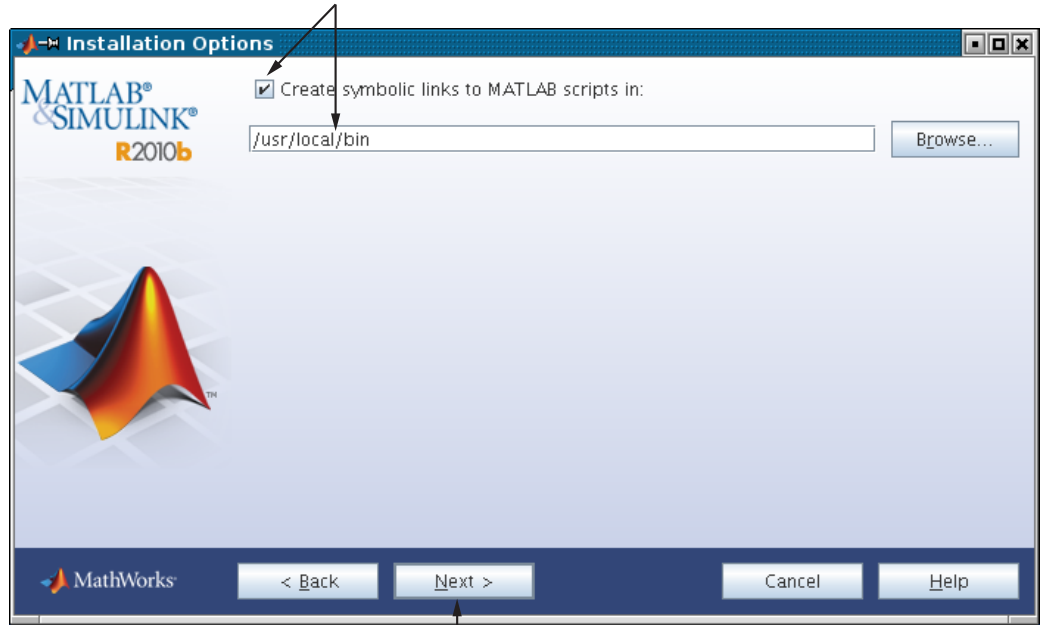 Installation Options
MATLAB®
&SIMULINK®
R2010b
Create symbolic links to MATLAB scripts in:
/usr/local/bin
Browse...
TM
MathWorks
< Back
Next >
Cancel
Help